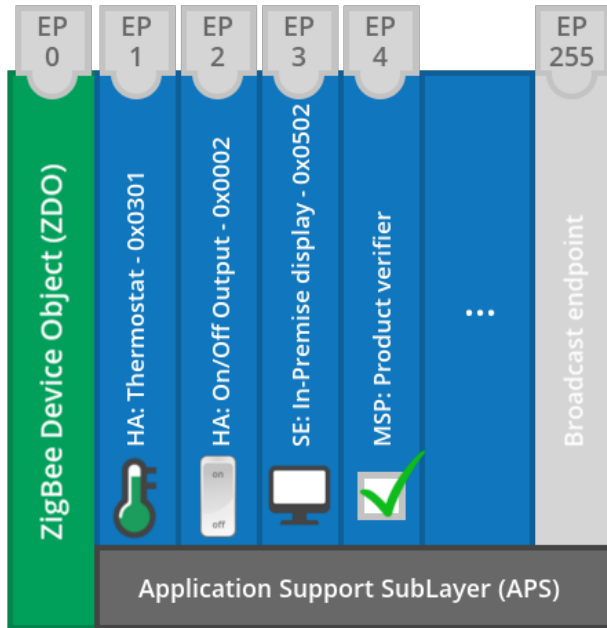 EP
0
EP
1
EP
2
EP
3
EP
4
EP
255
ZigBee Device Object (ZDO)
HA: Thermostat - 0x0301
HA: On/Off Output - 0x0002
SE: In-Premise display - 0x0502
MSP: Product verifier
...
Broadcast endpoint
on
off
Application Support SubLayer (APS)